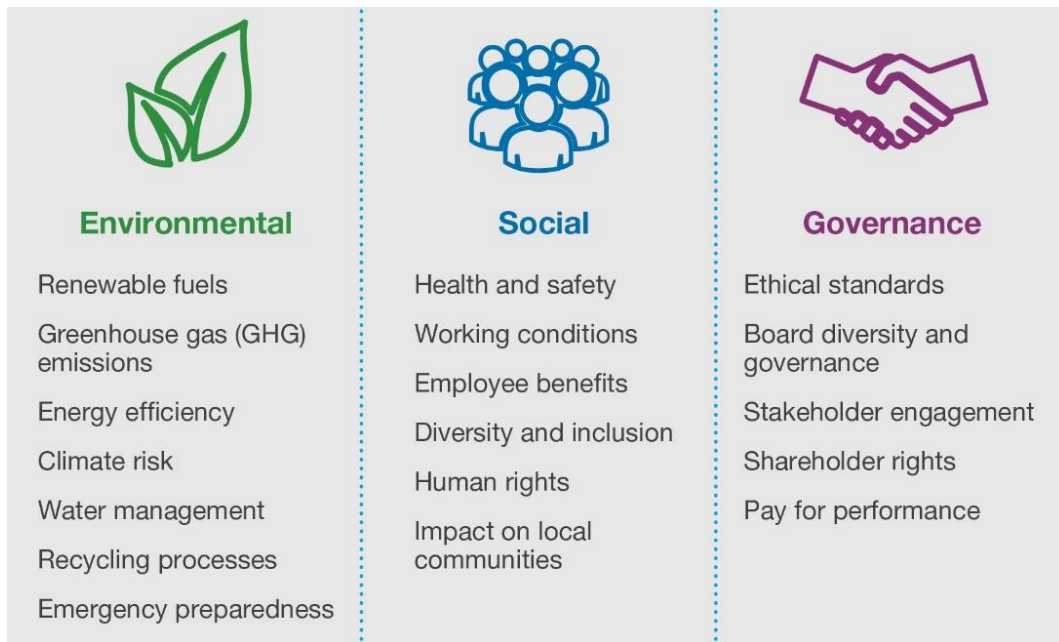 Environmental
Renewable fuels
Greenhouse gas (GHG)
emissions
Energy efficiency
Climate risk
Water management
Recycling processes
Emergency preparedness
Social
Health and safety
Working conditions
Employee benefits
Diversity and inclusion
Human rights
Impact on local
communities
Governance
Ethical standards
Board diversity and
governance
Stakeholder engagement
Shareholder rights
Pay for performance